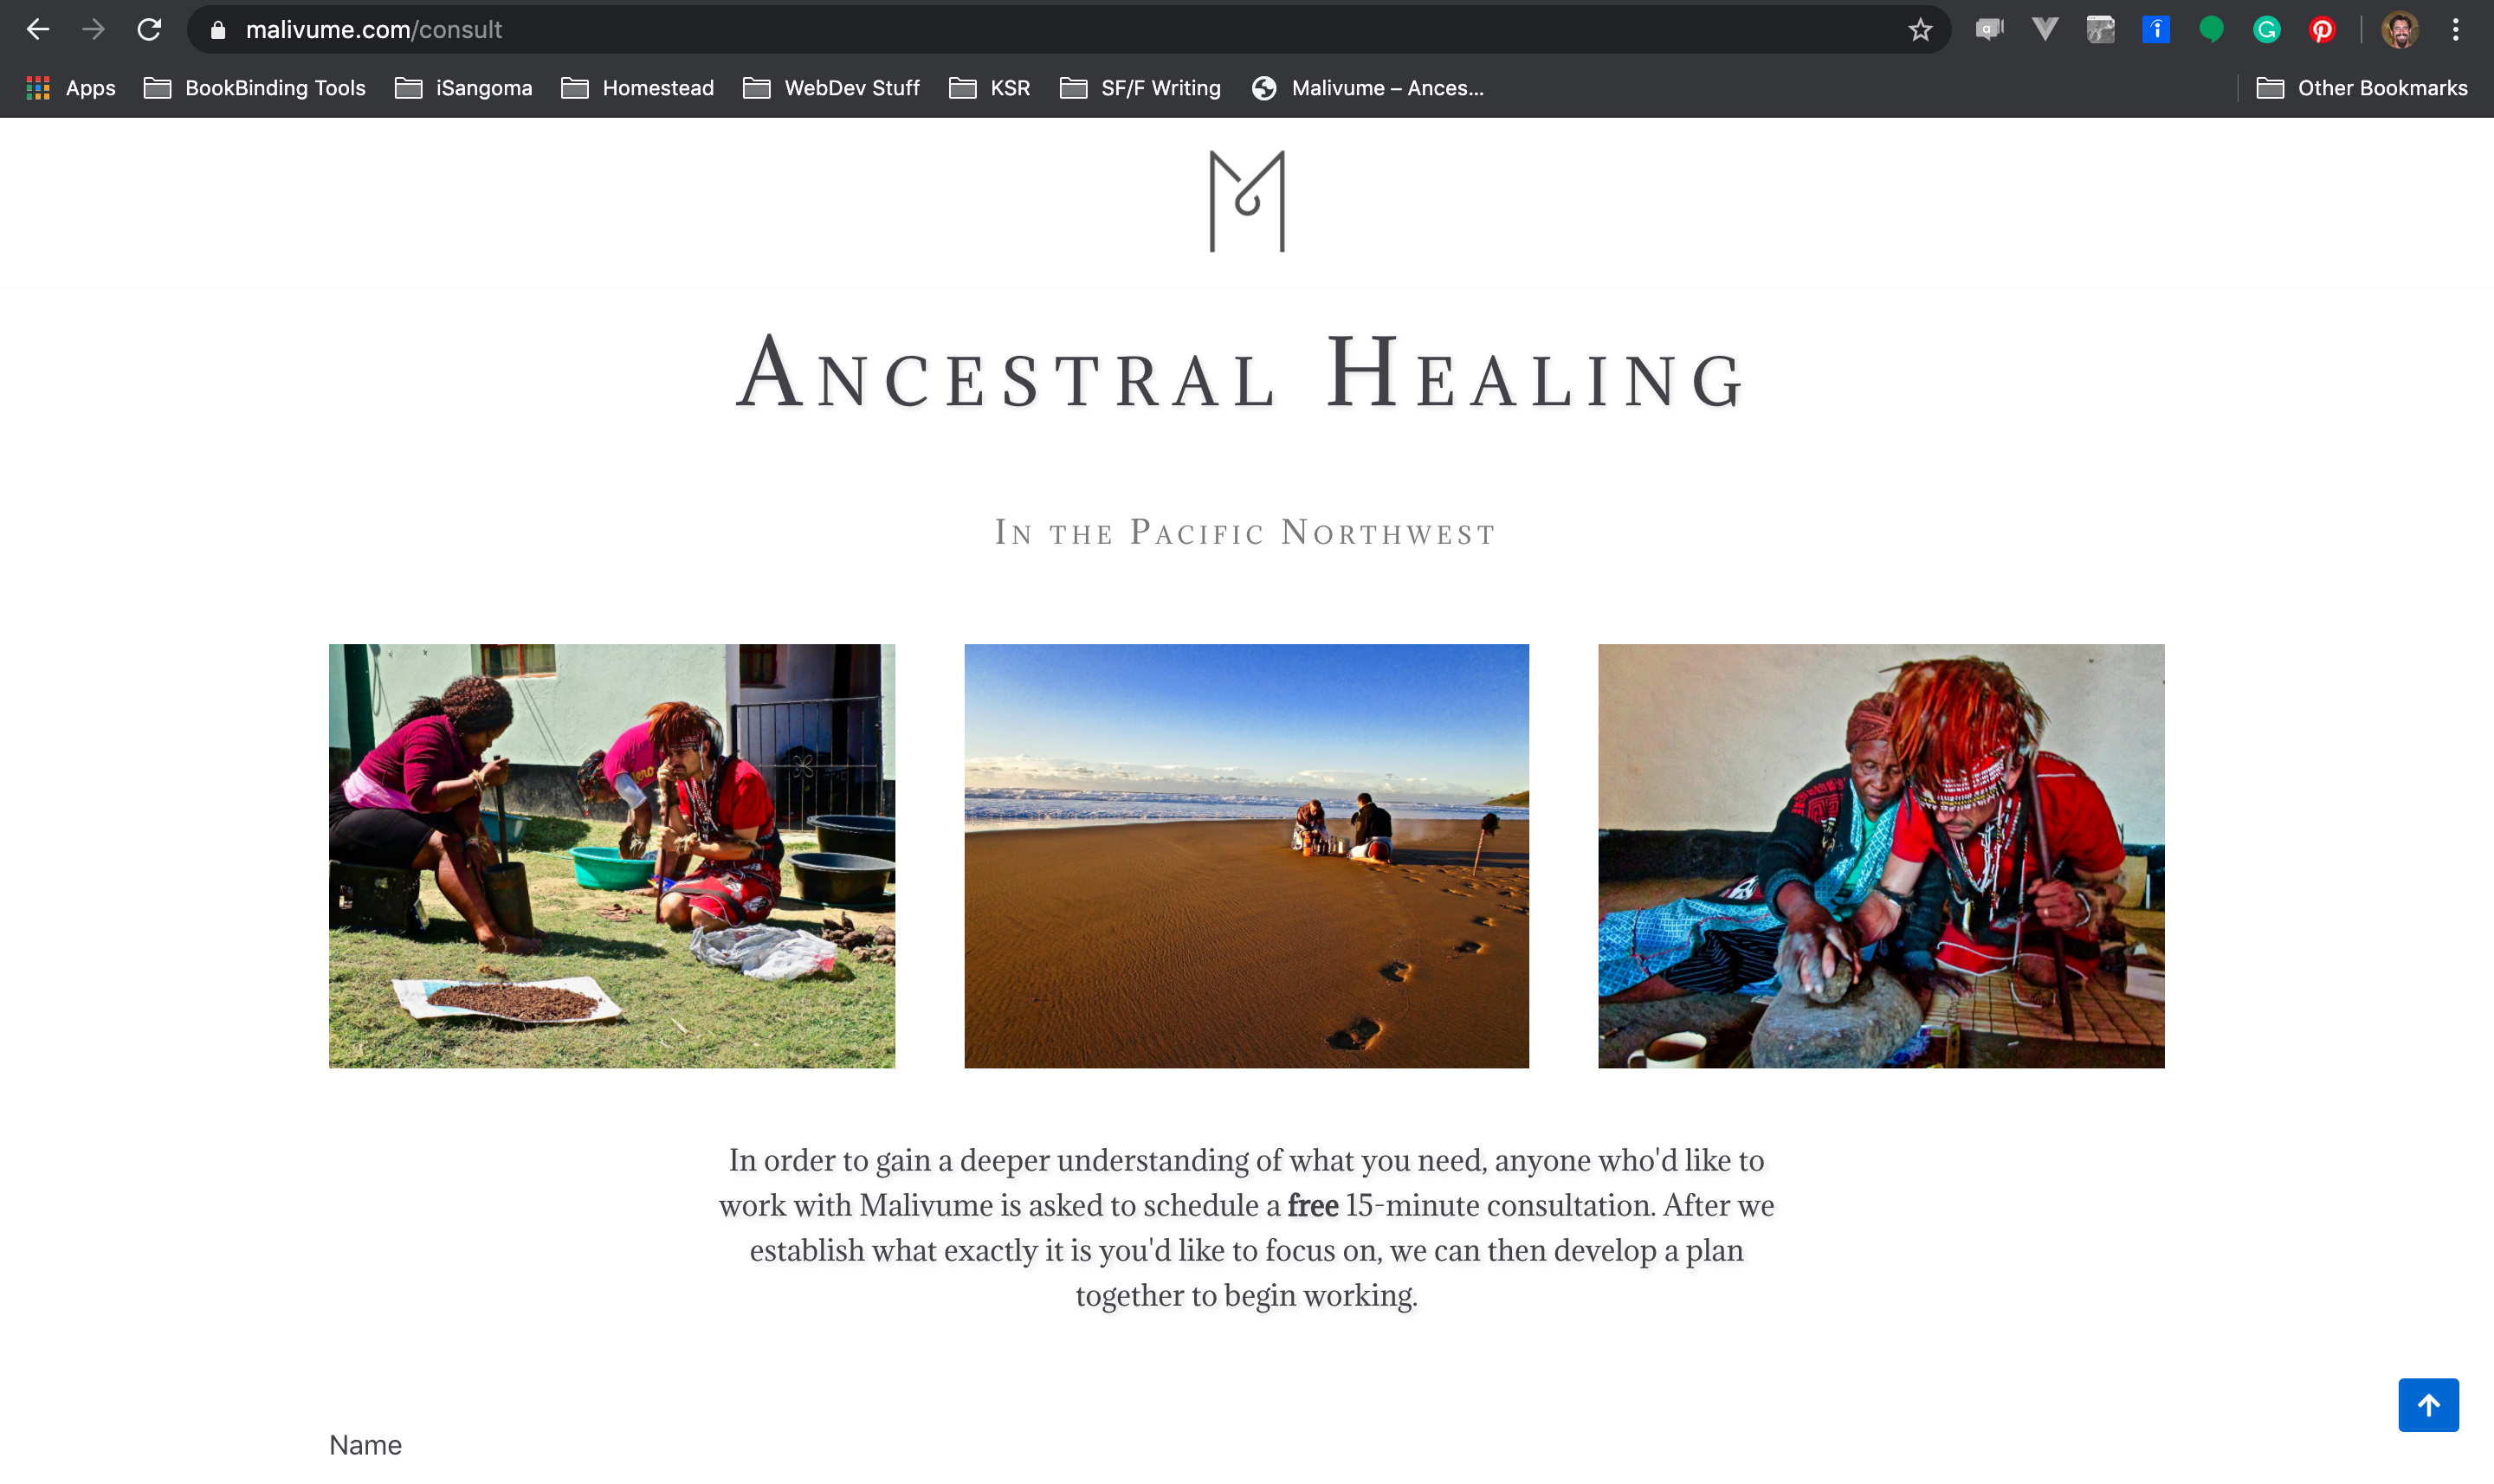 malivume.com/consult
Apps BookBinding Tools iSangoma Homestead WebDev Stuff KSR SF/F Writing Malivume – Ances... Other Bookmarks
M
Ancestral Healing
In the Pacific Northwest
In order to gain a deeper understanding of what you need, anyone who'd like to
work with Malivume is asked to schedule a free 15-minute consultation. After we
establish what exactly it is you'd like to focus on, we can then develop a plan
together to begin working.
Name